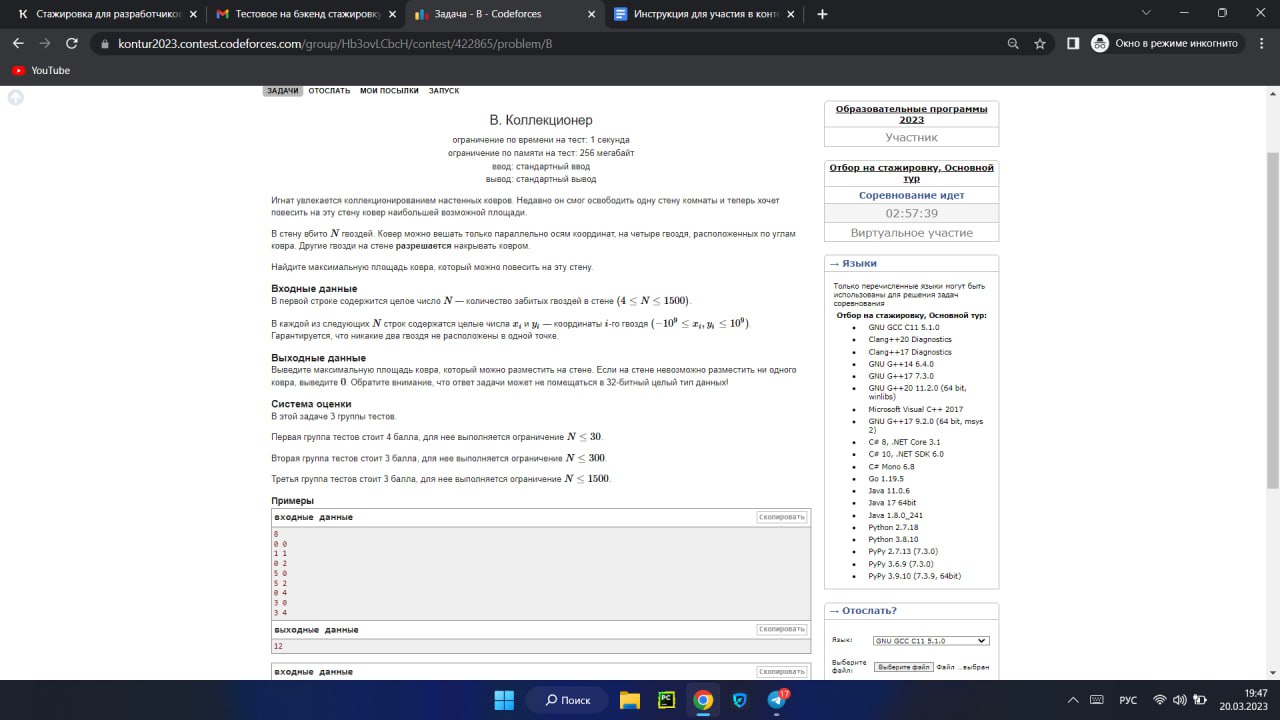 Стажировка для разработчиков
Тестовое на бэкенд стажировку
Задача - B - Codeforces
Инструкция для участия в конте
kontur2023.contest.codeforces.com/group/Hb3ovLCbcH/contest/422865/problem/B
Окно в режиме инкогнито
YouTube
ЗАДАЧИ ОТОСЛАТЬ МОИ ПОСЫЛКИ ЗАПУСК
B. Коллекционер
ограничение по времени на тест: 1 секунда
ограничение по памяти на тест: 256 мегабайт
ввод: стандартный ввод
вывод: стандартный вывод
Игнат увлекается коллекционированием настенных ковров. Недавно он смог освободить одну стену комнаты и теперь хочет
повесить на эту стену ковер наибольшей возможной площади.
В стену вбито N гвоздей. Ковер можно вешать только параллельно осям координат, на четыре гвоздя, расположенных по углам
ковра. Другие гвозди на стене разрешается накрывать ковром.
Найдите максимальную площадь ковра, который можно повесить на эту стену.
Входные данные
В первой строке содержится целое число N — количество забитых гвоздей в стене (4 ≤ N ≤ 1500).
В каждой из следующих N строк содержатся целые числа xᵢ и yᵢ — координаты i-го гвоздя (−10⁹ ≤ xᵢ, yᵢ ≤ 10⁹).
Гарантируется, что никакие два гвоздя не расположены в одной точке.
Выходные данные
Выведите максимальную площадь ковра, который можно разместить на стене. Если на стене невозможно разместить ни одного
ковра, выведите 0. Обратите внимание, что ответ задачи может не помещаться в 32-битный целый тип данных!
Система оценки
В этой задаче 3 группы тестов.
Первая группа тестов стоит 4 балла, для нее выполняется ограничение N ≤ 30.
Вторая группа тестов стоит 3 балла, для нее выполняется ограничение N ≤ 300.
Третья группа тестов стоит 3 балла, для нее выполняется ограничение N ≤ 1500.
Примеры
входные данные
Скопировать
8
0 0
1 1
0 2
5 0
5 2
0 4
3 0
3 4
выходные данные
Скопировать
12
входные данные
Скопировать
Образовательные программы
2023
Участник
Отбор на стажировку, Основной
тур
Соревнование идет
02:57:39
Виртуальное участие
→ Языки
Только перечисленные языки могут быть
использованы для решения задач
соревнования
Отбор на стажировку, Основной тур:
GNU GCC C11 5.1.0
Clang++20 Diagnostics
Clang++17 Diagnostics
GNU G++14 6.4.0
GNU G++17 7.3.0
GNU G++20 11.2.0 (64 bit,
winlibs)
Microsoft Visual C++ 2017
GNU G++17 9.2.0 (64 bit, msys
2)
C# 8, .NET Core 3.1
C# 10, .NET SDK 6.0
C# Mono 6.8
Go 1.19.5
Java 11.0.6
Java 17 64bit
Java 1.8.0_241
Python 2.7.18
Python 3.8.10
PyPy 2.7.13 (7.3.0)
PyPy 3.6.9 (7.3.0)
PyPy 3.9.10 (7.3.9, 64bit)
→ Отослать?
Язык:
GNU GCC C11 5.1.0
Выберите
файл:
Выберите файл Файл ...выбран
Поиск
PC
17
РУС
19:47
20.03.2023